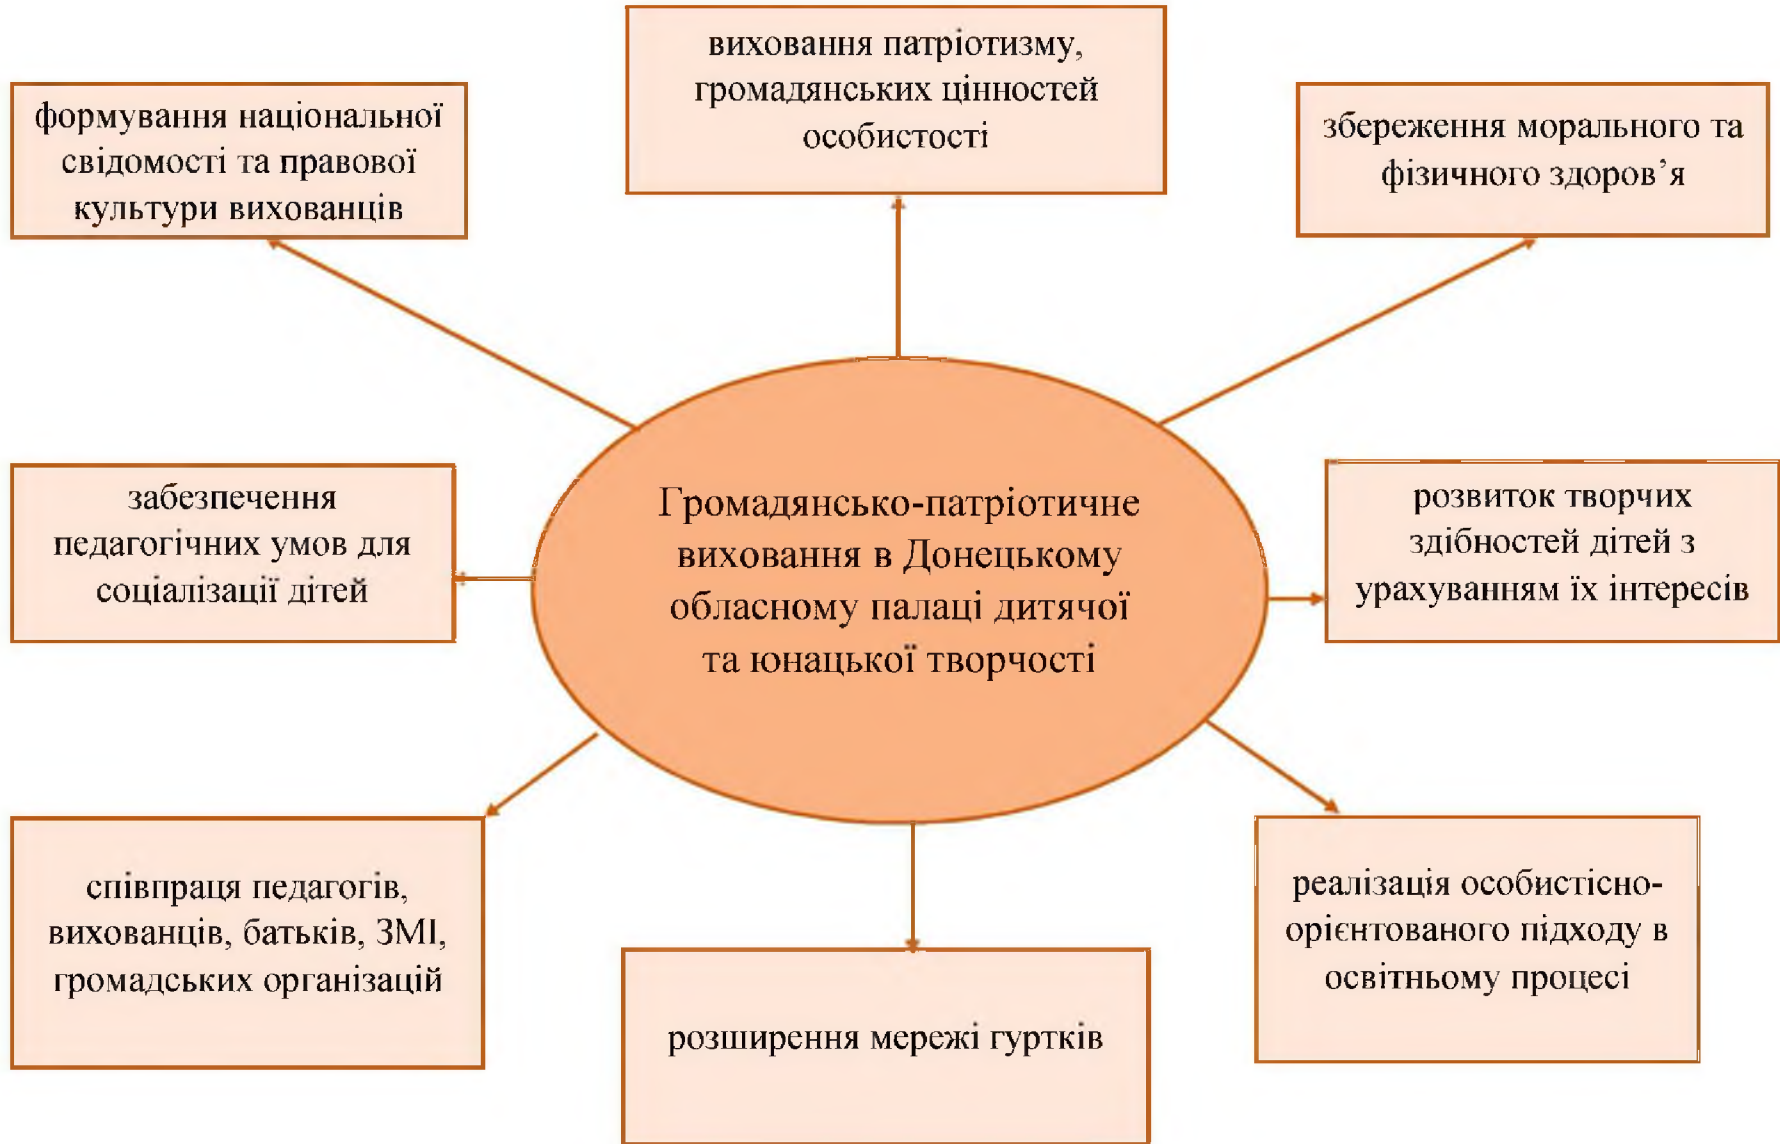 виховання патріотизму,
громадянських цінностей
особистості
формування національної
свідомості та правової
культури вихованців
збереження морального та
фізичного здоров’я
забезпечення
педагогічних умов для
соціалізації дітей
Громадянсько-патріотичне
виховання в Донецькому
обласному палаці дитячої
та юнацької творчості
розвиток творчих
здібностей дітей з
урахуванням їх інтересів
співпраця педагогів,
вихованців, батьків, ЗМІ,
громадських організацій
розширення мережі гуртків
реалізація особистісно-
орієнтованого підходу в
освітньому процесі